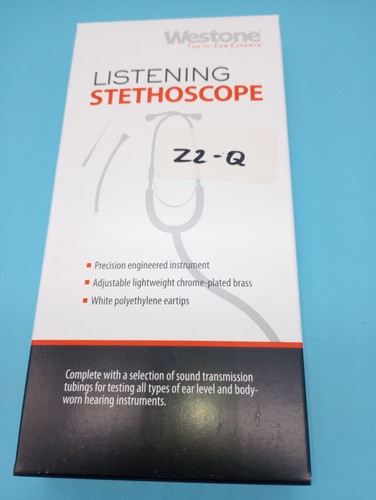 Westone
THE IN-EAR EXPERTS
LISTENING
STETHOSCOPE
Z2-Q
Precision engineered instrument
Adjustable lightweight chrome-plated brass
White polyethylene eartips
Complete with a selection of sound transmission
tubings for testing all types of ear level and body-
worn hearing instruments.